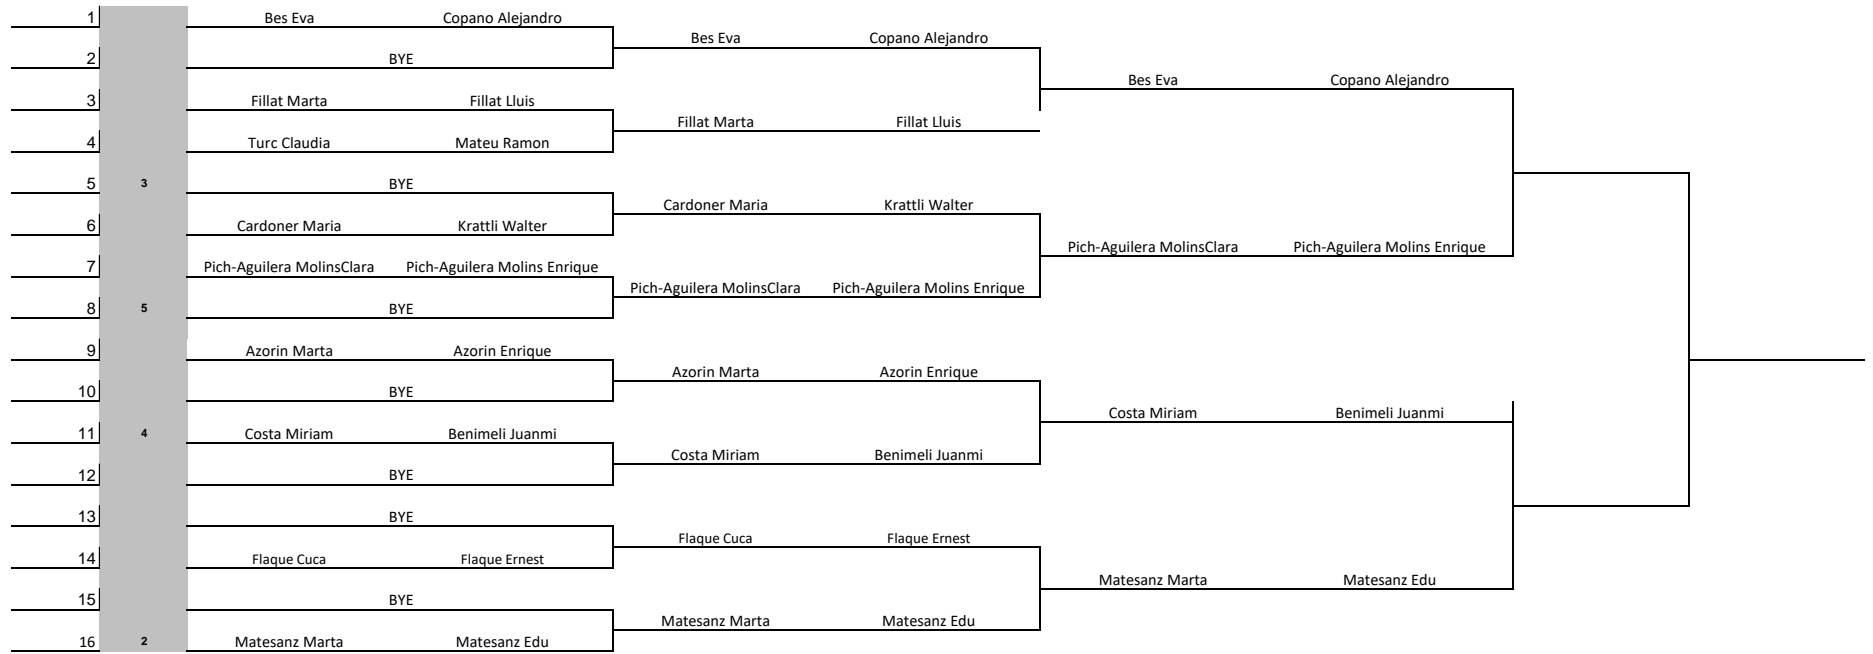 1 Bes Eva Copano Alejandro
Bes Eva Copano Alejandro
2 BYE
Bes Eva Copano Alejandro
3 Fillat Marta Fillat Lluis
Fillat Marta Fillat Lluis
4 Turc Claudia Mateu Ramon
5 3 BYE
Cardoner Maria Krattli Walter
6 Cardoner Maria Krattli Walter
Pich-Aguilera MolinsClara Pich-Aguilera Molins Enrique
7 Pich-Aguilera MolinsClara Pich-Aguilera Molins Enrique
Pich-Aguilera MolinsClara Pich-Aguilera Molins Enrique
8 5 BYE
9 Azorin Marta Azorin Enrique
Azorin Marta Azorin Enrique
10 BYE
Costa Miriam Benimeli Juanmi
11 4 Costa Miriam Benimeli Juanmi
Costa Miriam Benimeli Juanmi
12 BYE
13 BYE
Flaque Cuca Flaque Ernest
14 Flaque Cuca Flaque Ernest
Matesanz Marta Matesanz Edu
15 BYE
Matesanz Marta Matesanz Edu
16 2 Matesanz Marta Matesanz Edu